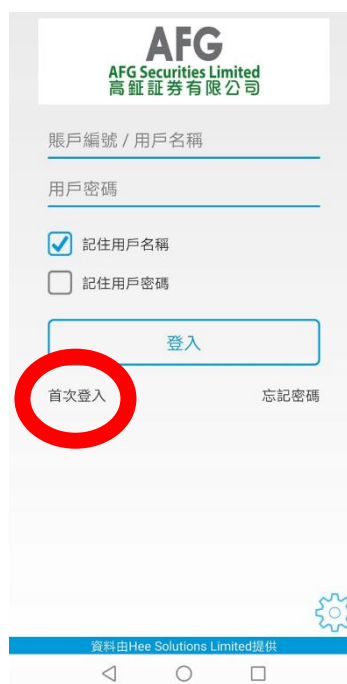 AFG
AFG Securities Limited
高鉦証券有限公司
賬戶編號 / 用戶名稱
用戶密碼
記住用戶名稱
記住用戶密碼
登入
首次登入
忘記密碼
資料由Hee Solutions Limited提供